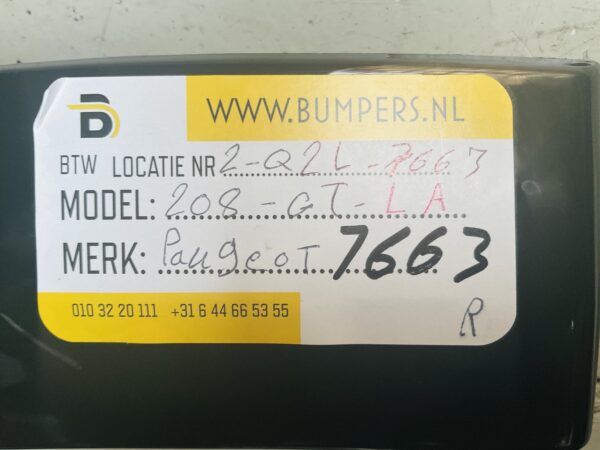 B
WWW.BUMPERS.NL
BTW LOCATIE NR 2-Q2L-7663
MODEL: 208-GT-LA
MERK: Paugeot 7663
010 32 20 111 +31 6 44 66 53 55
R